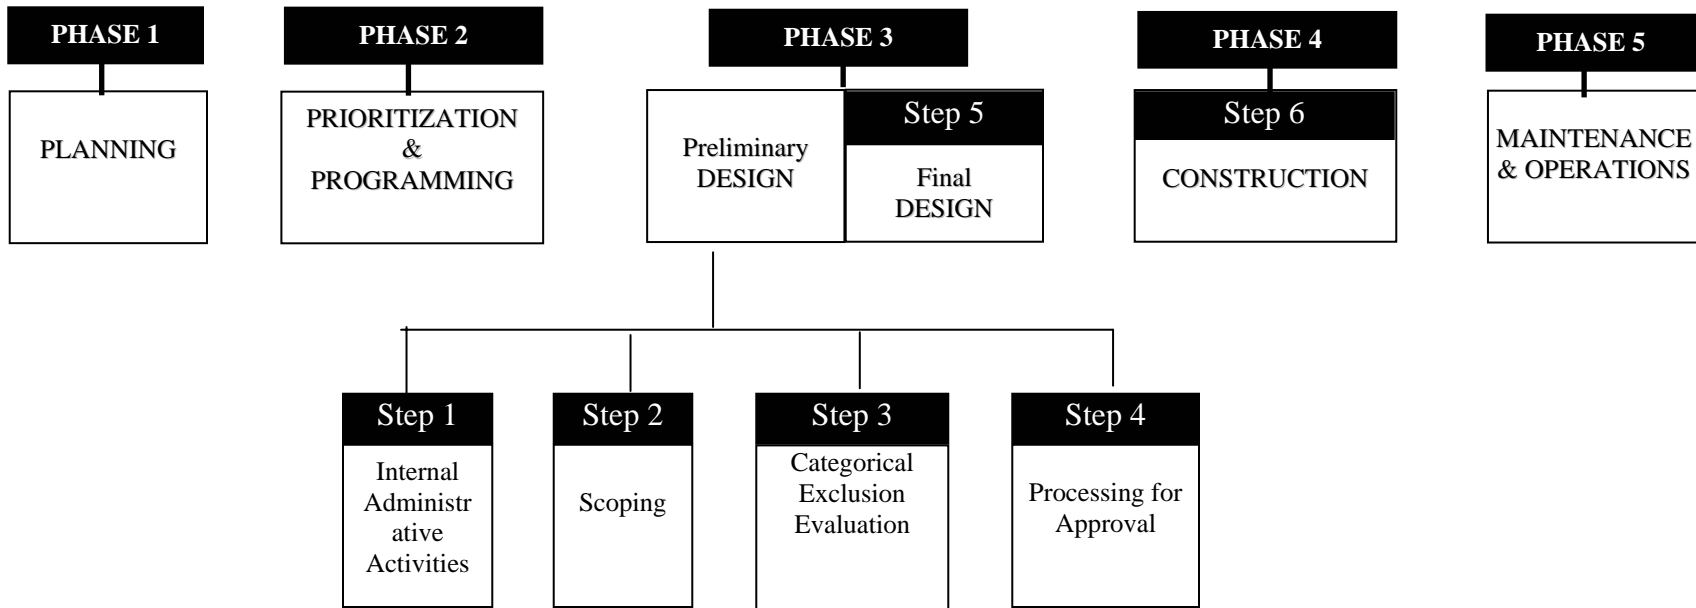 PHASE 1
PHASE 2
PHASE 3
PHASE 4
PHASE 5
PLANNING
PRIORITIZATION
&
PROGRAMMING
Preliminary
DESIGN
Step 5
Final
DESIGN
Step 6
CONSTRUCTION
MAINTENANCE
& OPERATIONS
Step 1
Internal
Administr
ative
Activities
Step 2
Scoping
Step 3
Categorical
Exclusion
Evaluation
Step 4
Processing for
Approval